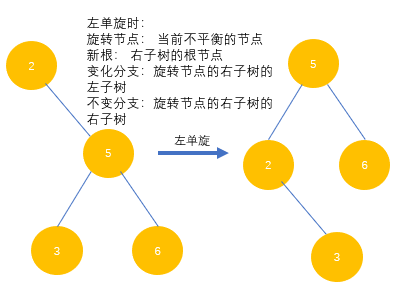 左单旋时：
旋转节点： 当前不平衡的节点
新根： 右子树的根节点
变化分支：旋转节点的右子树的
左子树
不变分支：旋转节点的右子树的
右子树
2
5
3
6
左单旋
5
2
6
3